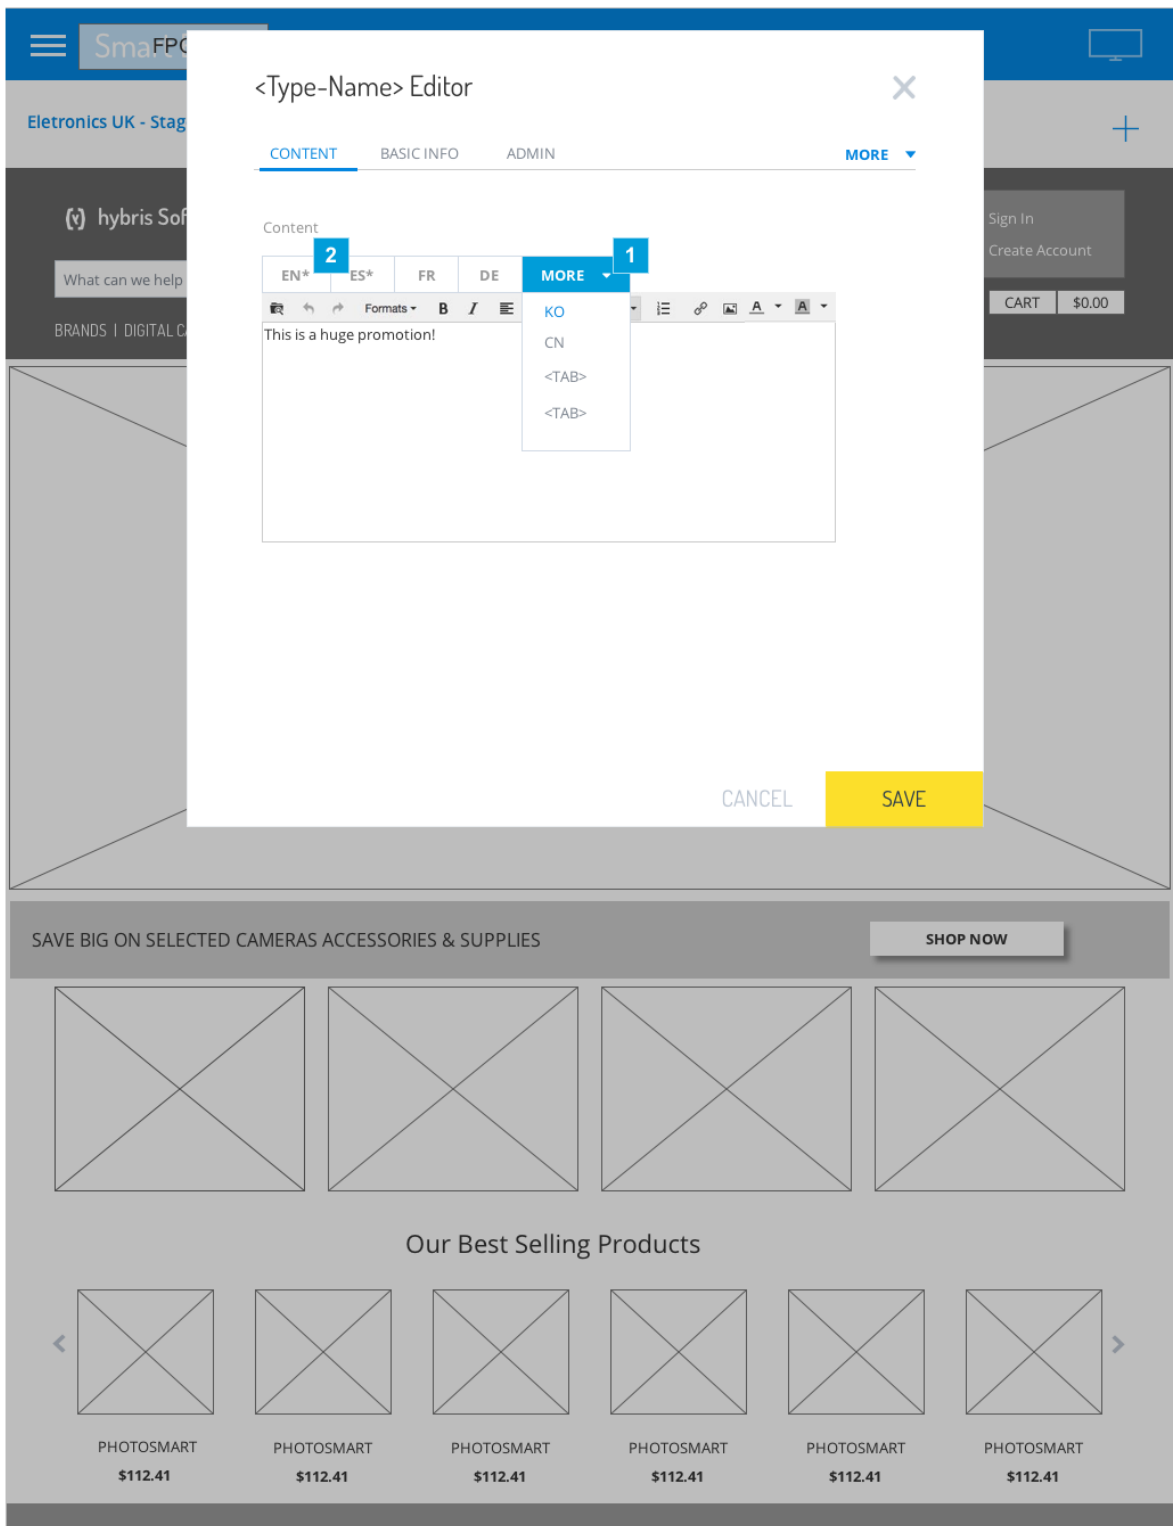 Sma FPO
<Type-Name> Editor
Eletronics UK - Stag
CONTENT BASIC INFO ADMIN MORE
hybris Sof
Sign In
Create Account
Content
2 1
EN* ES* FR DE MORE
What can we help
Formats B I A A
CART $0.00
KO
BRANDS | DIGITAL CA
This is a huge promotion!
CN
<TAB>
<TAB>
CANCEL SAVE
SAVE BIG ON SELECTED CAMERAS ACCESSORIES & SUPPLIES SHOP NOW
Our Best Selling Products
PHOTOSMART PHOTOSMART PHOTOSMART PHOTOSMART PHOTOSMART PHOTOSMART
$112.41 $112.41 $112.41 $112.41 $112.41 $112.41